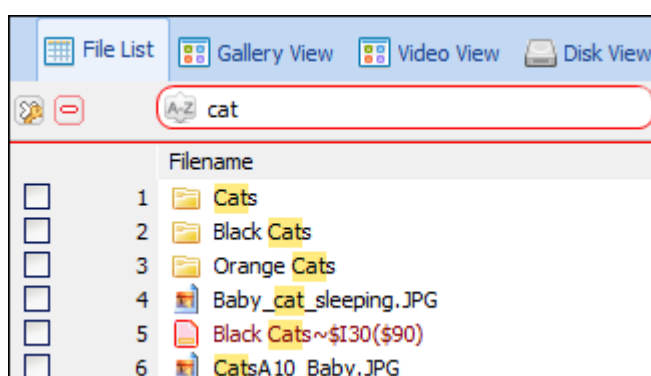 File List Gallery View Video View Disk View
A-Z cat
Filename
1 Cats
2 Black Cats
3 Orange Cats
4 Baby_cat_sleeping.JPG
5 Black Cats~$I30($90)
6 CatsA10_Baby.JPG